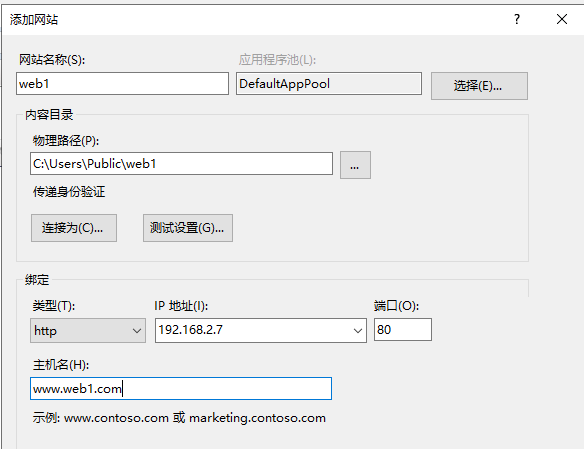 添加网站
网站名称(S):
应用程序池(L):
web1
DefaultAppPool
选择(E)...
内容目录
物理路径(P):
C:\Users\Public\web1
...
传递身份验证
连接为(C)...
测试设置(G)...
绑定
类型(T):
IP 地址(I):
端口(O):
http
192.168.2.7
80
主机名(H):
www.web1.com
示例: www.contoso.com 或 marketing.contoso.com